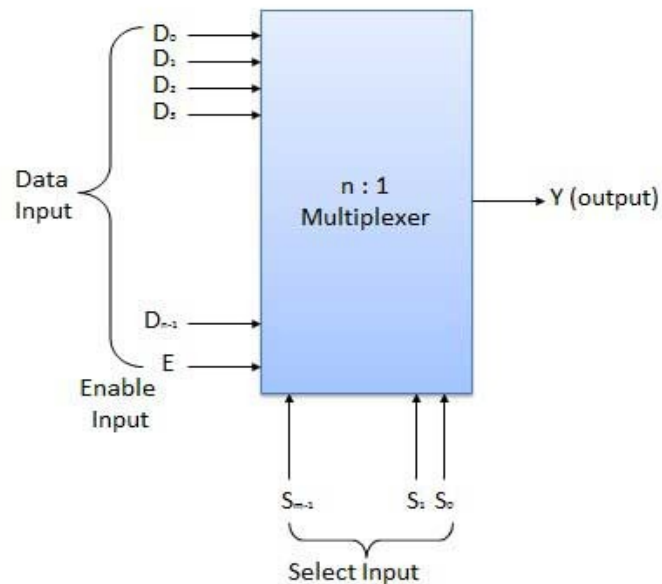 D₀
D₁
D₂
D₃
Data
Input
n : 1
Multiplexer
Y (output)
Dₙ₋₁
E
Enable
Input
Sₘ₋₁
S₁ S₀
Select Input